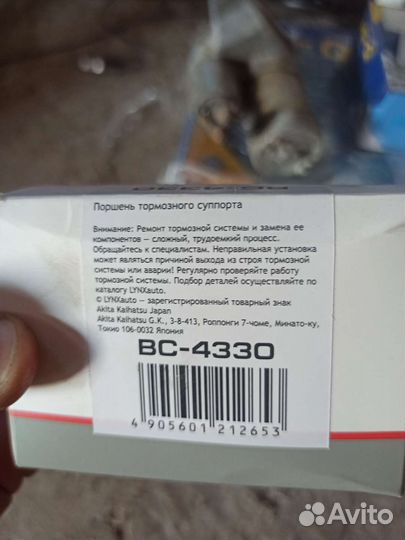 BC-4330
Поршень тормозного суппорта
Внимание: Ремонт тормозной системы и замена ее
компонентов — сложный, трудоемкий процесс.
Обращайтесь к специалистам. Неправильная установка
может являться причиной выхода из строя тормозной
системы или аварии! Регулярно проверяйте работу
тормозной системы. Подбор деталей осуществляйте по
каталогу LYNXauto.
© LYNXauto — зарегистрированный товарный знак
Akita Kaihatsu Japan
Akita Kaihatsu G.K., 3-8-413, Роппонги 7-чоме, Минато-ку,
Токио 106-0032 Япония
BC-4330
4 905601 212653
Avito